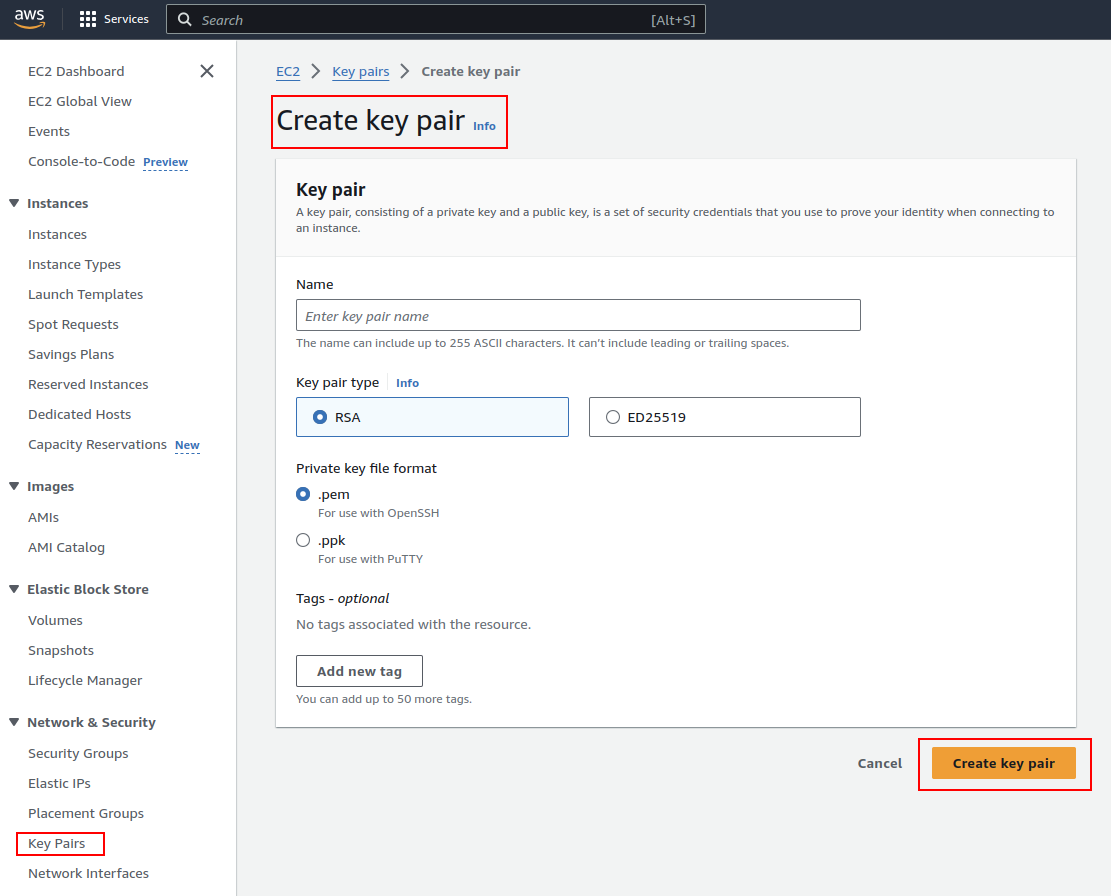 aws
Services
Search
[Alt+S]
EC2 Dashboard
EC2 Global View
Events
Console-to-Code Preview
Instances
Instances
Instance Types
Launch Templates
Spot Requests
Savings Plans
Reserved Instances
Dedicated Hosts
Capacity Reservations New
Images
AMIs
AMI Catalog
Elastic Block Store
Volumes
Snapshots
Lifecycle Manager
Network & Security
Security Groups
Elastic IPs
Placement Groups
Key Pairs
Network Interfaces
EC2 > Key pairs > Create key pair
Create key pair Info
Key pair
A key pair, consisting of a private key and a public key, is a set of security credentials that you use to prove your identity when connecting to
an instance.
Name
Enter key pair name
The name can include up to 255 ASCII characters. It can't include leading or trailing spaces.
Key pair type Info
RSA
ED25519
Private key file format
.pem
For use with OpenSSH
.ppk
For use with PuTTY
Tags - optional
No tags associated with the resource.
Add new tag
You can add up to 50 more tags.
Cancel
Create key pair